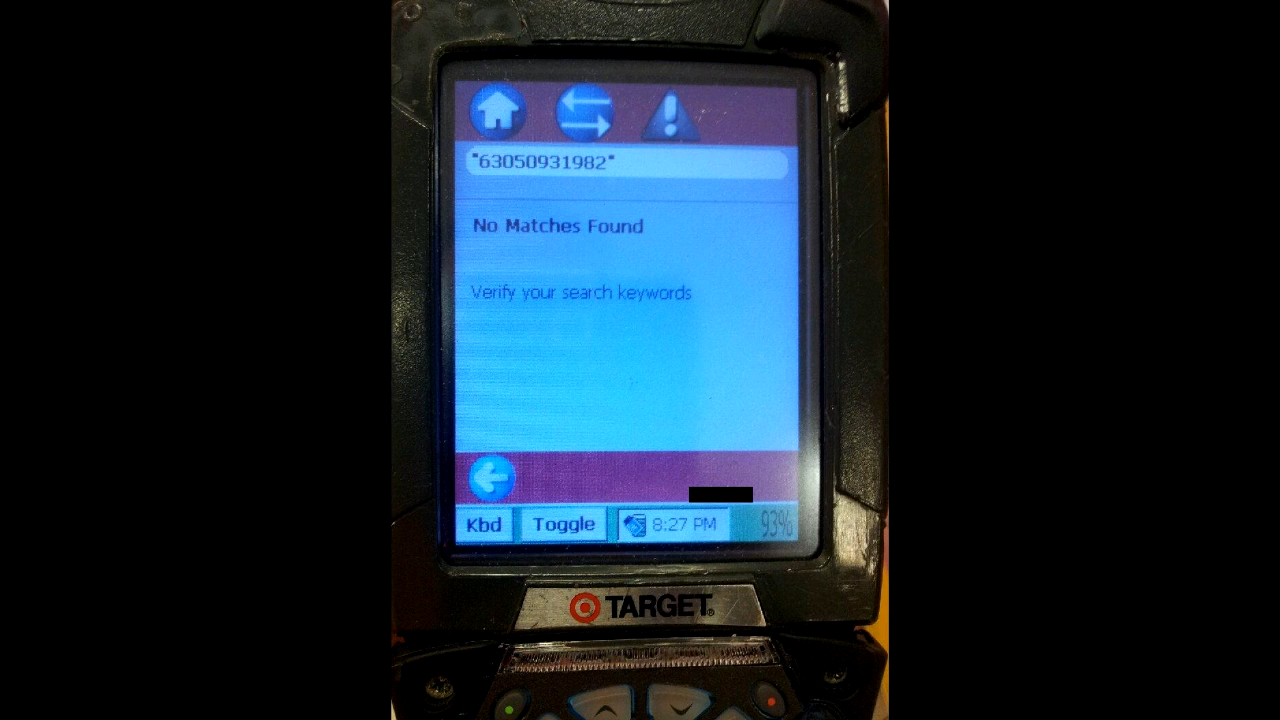 "63050931982"
No Matches Found
Verify your search keywords
Kbd Toggle 8:27 PM 93%
TARGET